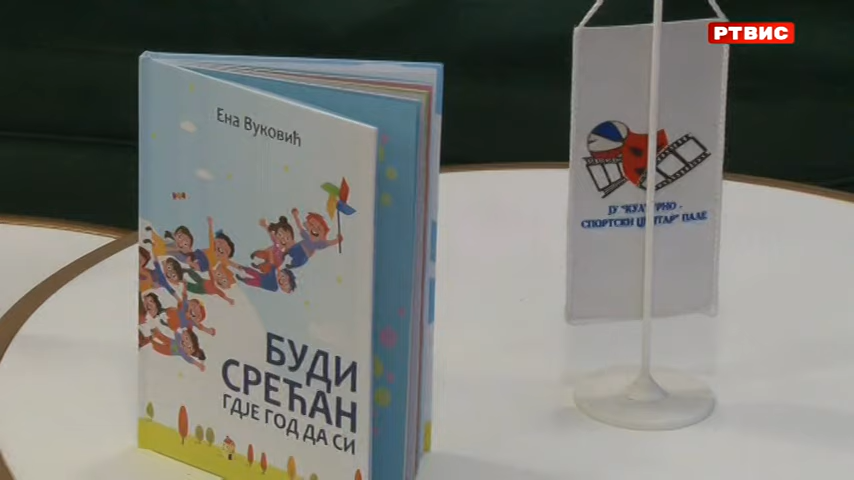 РТВИС
Ена Вуковић
БУДИ
СРЕЋАН
ГДЈЕ ГОД ДА СИ
ЈУ "КУЛТУРНО -
СПОРТСКИ ЦЕНТАР" ПАЛЕ